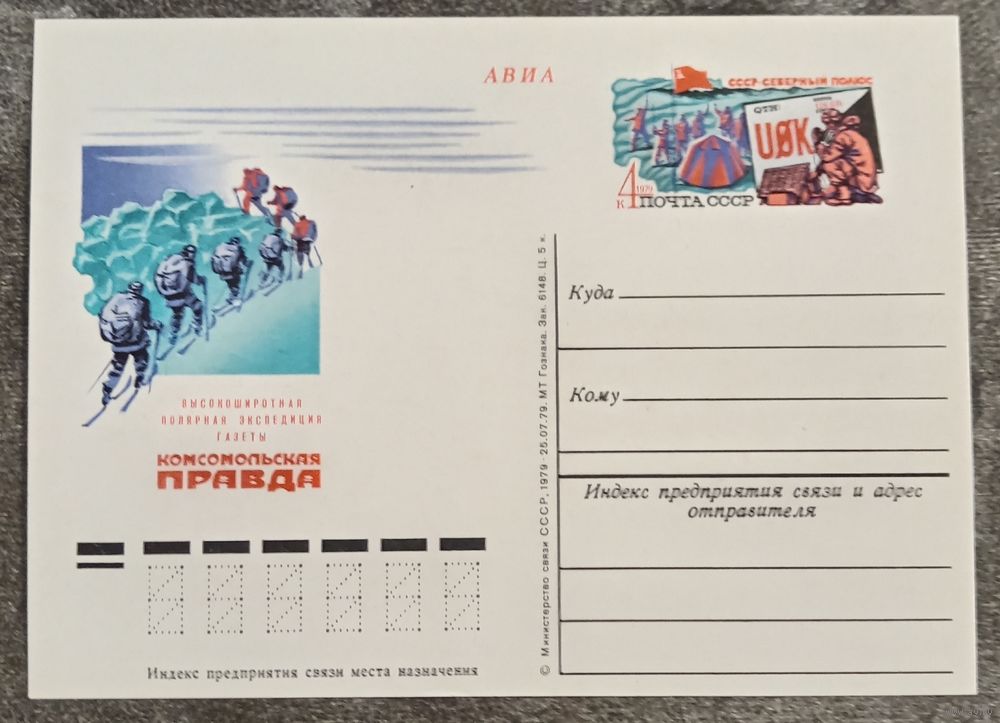 АВИА
СССР-СЕВЕРНЫЙ ПОЛЮС
QTH:
UØK
4 К 1979
ПОЧТА СССР
ВЫСОКОШИРОТНАЯ
ПОЛЯРНАЯ ЭКСПЕДИЦИЯ
ГАЗЕТЫ
КОМСОМОЛЬСКАЯ
ПРАВДА
Индекс предприятия связи места назначения
© Министерство связи СССР, 1979 · 25.07.79. МТ Гознака. Зак. 6148. Ц. 5 к.
Куда
Кому
Индекс предприятия связи и адрес
отправителя